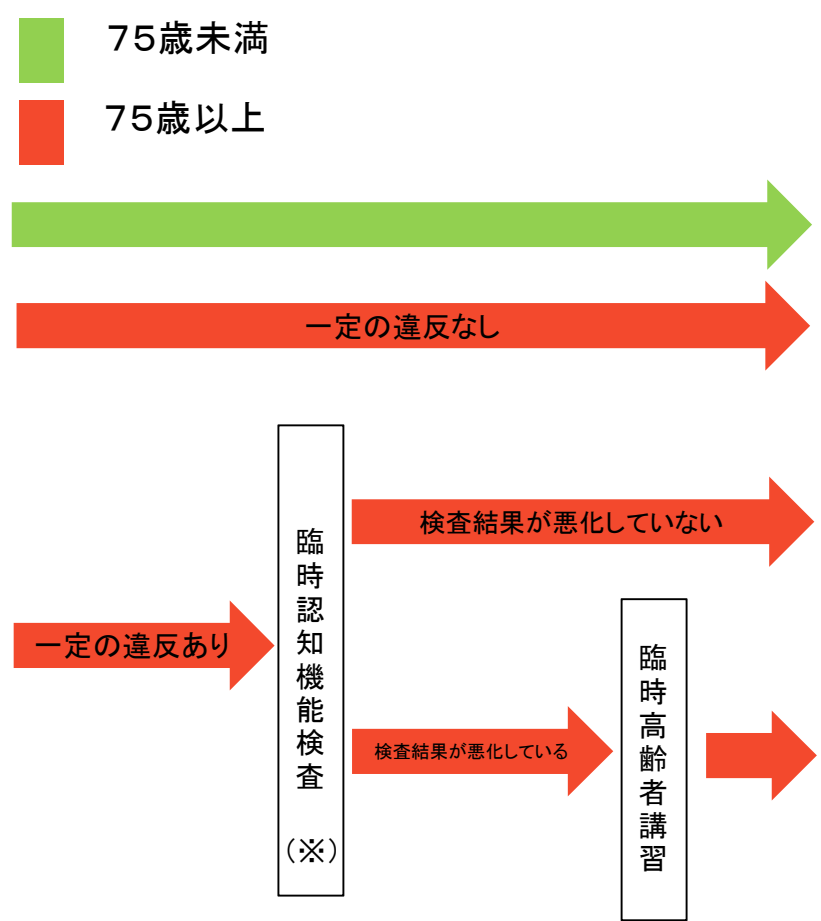 75歳未満
75歳以上
一定の違反なし
検査結果が悪化していない
一定の違反あり
臨時認知機能検査
(※)
検査結果が悪化している
臨時高齢者講習